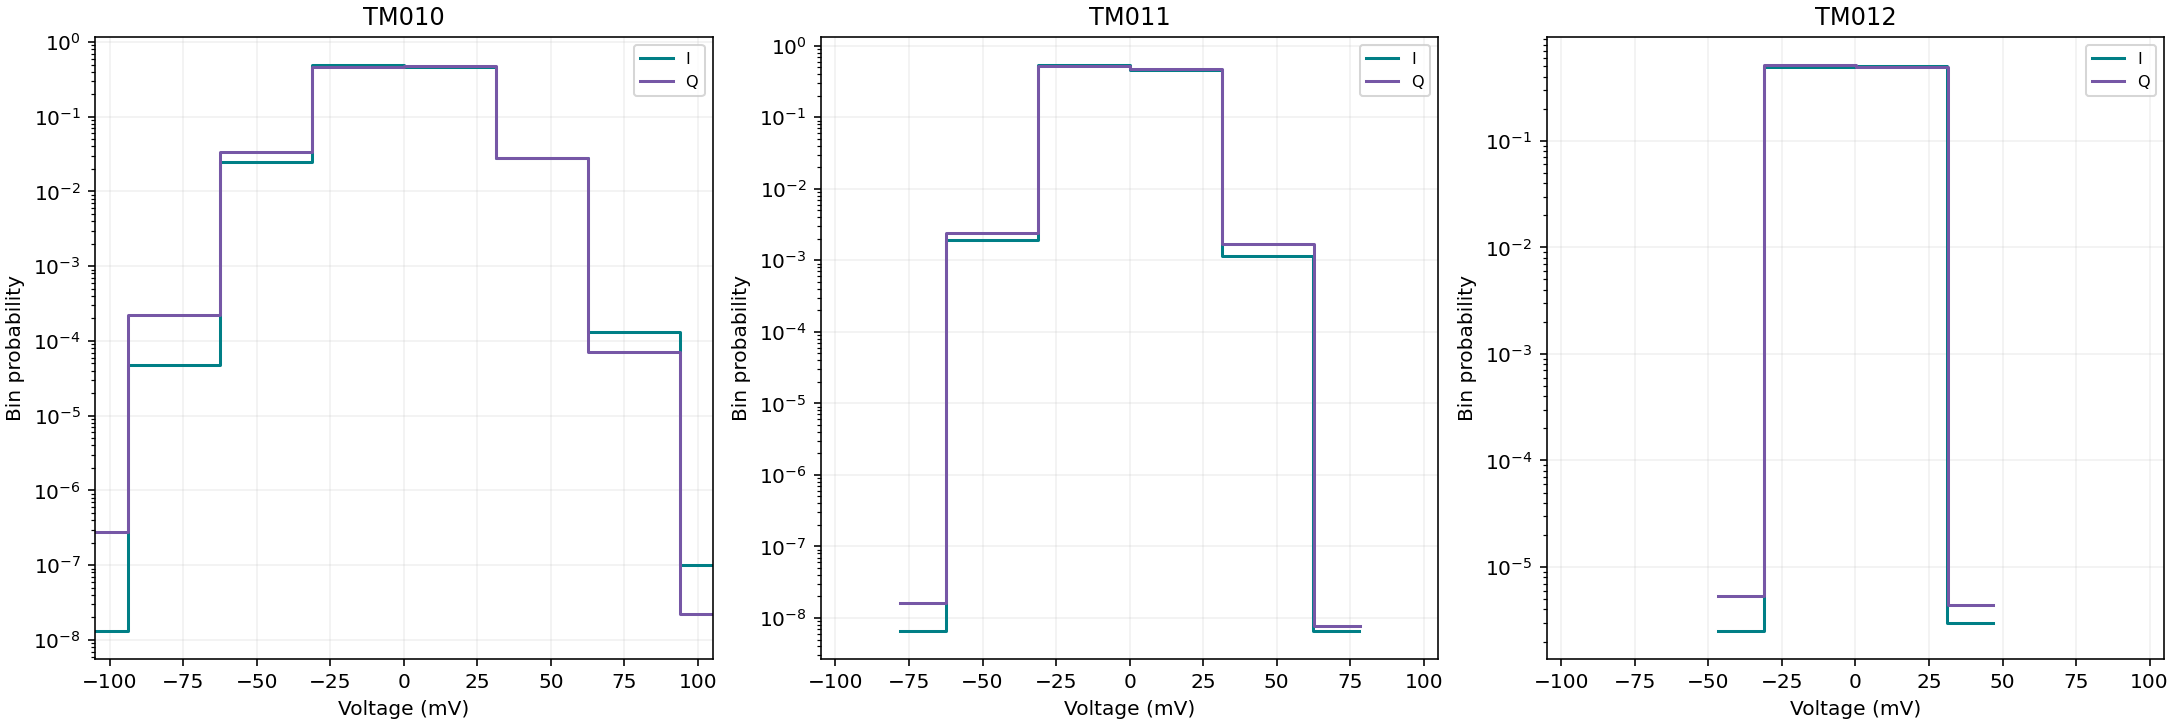 TM010
10⁰
10⁻¹
10⁻²
10⁻³
10⁻⁴
10⁻⁵
10⁻⁶
10⁻⁷
10⁻⁸
Bin probability
−100 −75 −50 −25 0 25 50 75 100
Voltage (mV)
I
Q
TM011
10⁰
10⁻¹
10⁻²
10⁻³
10⁻⁴
10⁻⁵
10⁻⁶
10⁻⁷
10⁻⁸
Bin probability
−100 −75 −50 −25 0 25 50 75 100
Voltage (mV)
I
Q
TM012
10⁻¹
10⁻²
10⁻³
10⁻⁴
10⁻⁵
Bin probability
−100 −75 −50 −25 0 25 50 75 100
Voltage (mV)
I
Q